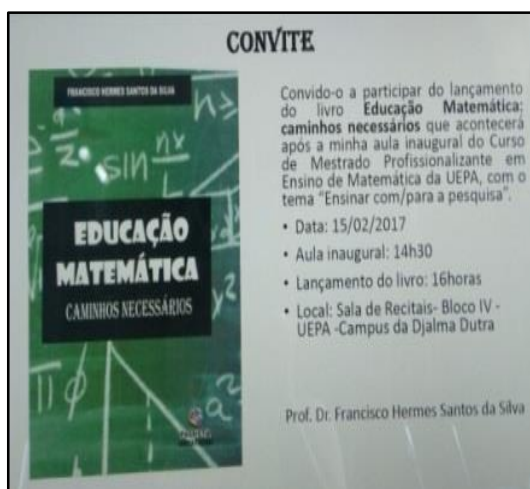 CONVITE
FRANCISCO HERMES SANTOS DA SILVA
sin nx
L
EDUCAÇÃO
MATEMÁTICA
CAMINHOS NECESSÁRIOS
π φ
a²
Convido-o a participar do lançamento
do livro Educação Matemática:
caminhos necessários que acontecerá
após a minha aula inaugural do Curso
de Mestrado Profissionalizante em
Ensino de Matemática da UEPA, com o
tema "Ensinar com/para a pesquisa".
• Data: 15/02/2017
• Aula inaugural: 14h30
• Lançamento do livro: 16horas
• Local: Sala de Recitais- Bloco IV -
UEPA -Campus da Djalma Dutra
Prof. Dr. Francisco Hermes Santos da Silva